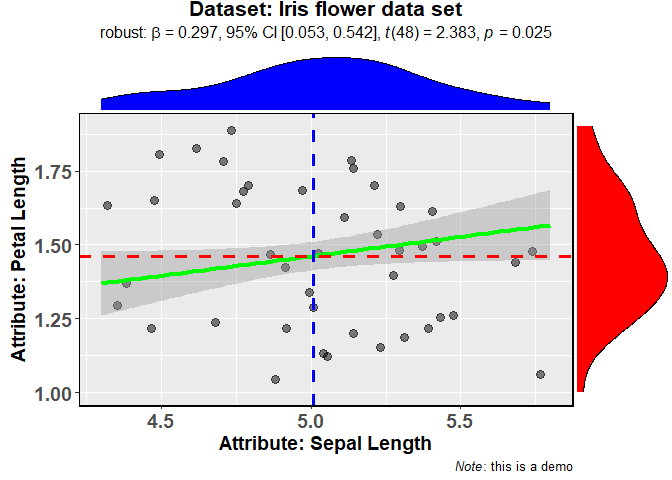 Dataset: Iris flower data set
robust: β = 0.297, 95% CI [0.053, 0.542], t(48) = 2.383, p = 0.025
Attribute: Petal Length
1.75
1.50
1.25
1.00
4.5 5.0 5.5
Attribute: Sepal Length
Note: this is a demo